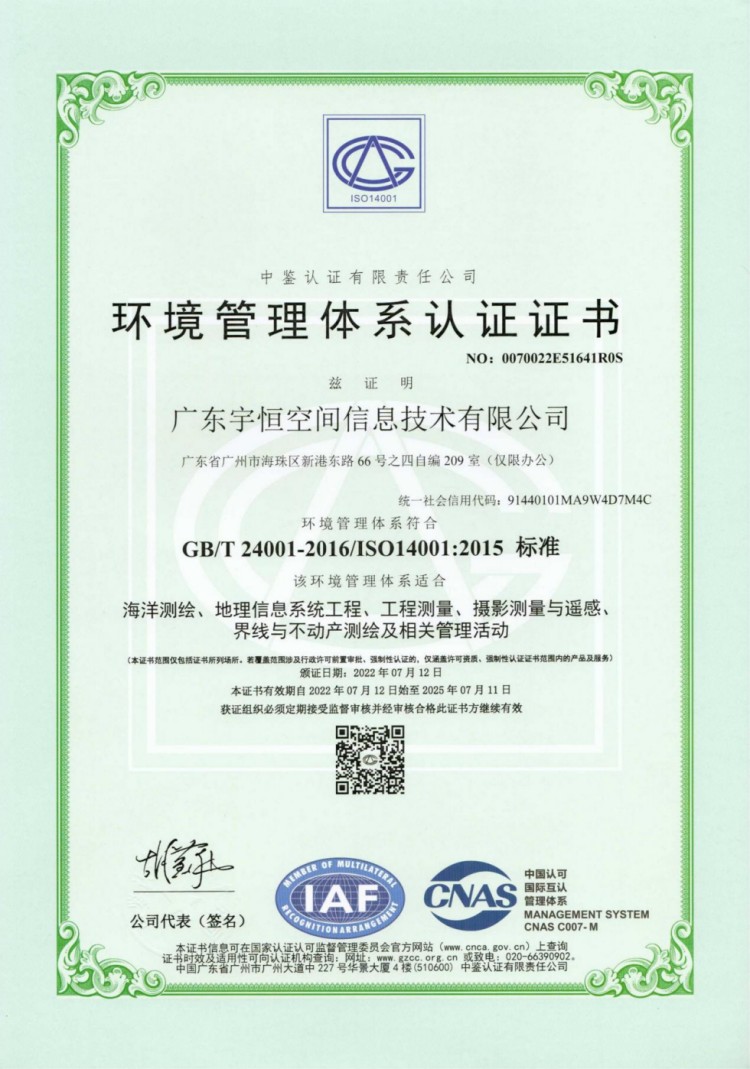 ISO14001
中鉴认证有限责任公司
环境管理体系认证证书
NO：0070022E51641R0S
兹 证 明
广东宇恒空间信息技术有限公司
广东省广州市海珠区新港东路 66 号之四自编 209 室（仅限办公）
统一社会信用代码：91440101MA9W4D7M4C
环境管理体系符合
GB/T 24001-2016/ISO14001:2015 标准
该环境管理体系适合
海洋测绘、地理信息系统工程、工程测量、摄影测量与遥感、
界线与不动产测绘及相关管理活动
（本证书范围仅包括证书所列场所，若覆盖范围涉及行政许可前置审批、强制性认证的，仅涵盖许可资质、强制性认证证书范围内的产品及服务）
颁证日期：2022 年 07 月 12 日
本证书有效期自 2022 年 07 月 12 日始至 2025 年 07 月 11 日
获证组织必须定期接受监督审核并经审核合格此证书方继续有效
公司代表（签名）
MEMBER OF MULTILATERAL
IAF
RECOGNITION ARRANGEMENT
CNAS
中国认可
国际互认
管理体系
MANAGEMENT SYSTEM
CNAS C007-M
本证书信息可在国家认证认可监督管理委员会官方网站（www.cnca.gov.cn）上查询
证书时效及适用性可向认证机构查询：网址：www.gzcc.org.cn 或致电：020-66390902。
中国广东省广州市广州大道中 227 号华景大厦 4 楼(510600) 中鉴认证有限责任公司